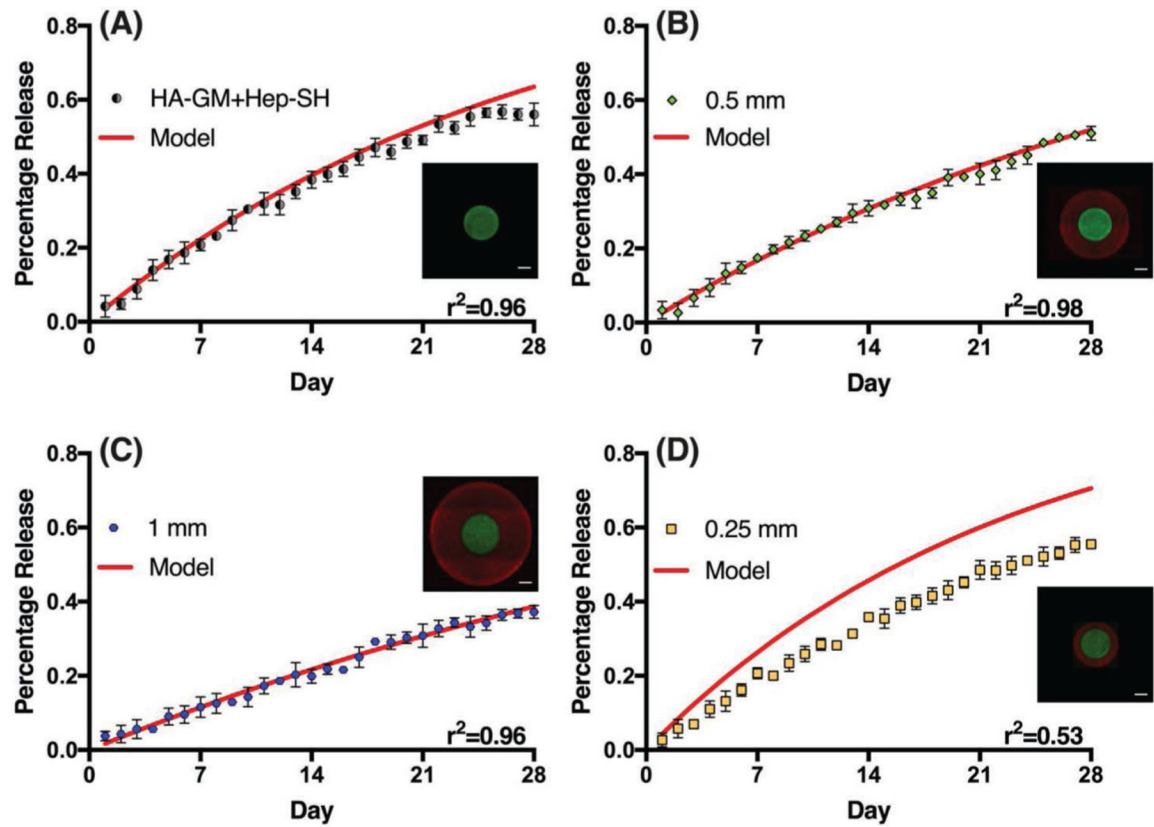 (A)
Percentage Release
0.8
0.6
0.4
0.2
0.0
HA-GM+Hep-SH
Model
r²=0.96
0 7 14 21 28
Day
(B)
Percentage Release
0.8
0.6
0.4
0.2
0.0
0.5 mm
Model
r²=0.98
0 7 14 21 28
Day
(C)
Percentage Release
0.8
0.6
0.4
0.2
0.0
1 mm
Model
r²=0.96
0 7 14 21 28
Day
(D)
Percentage Release
0.8
0.6
0.4
0.2
0.0
0.25 mm
Model
r²=0.53
0 7 14 21 28
Day